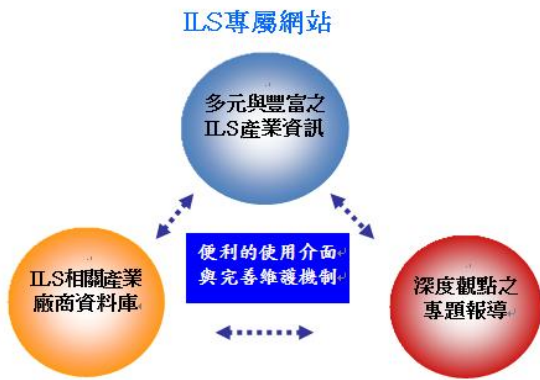 ILS專屬網站
多元與豐富之
ILS產業資訊
便利的使用介面
與完善維護機制
ILS相關產業
廠商資料庫
深度觀點之
專題報導